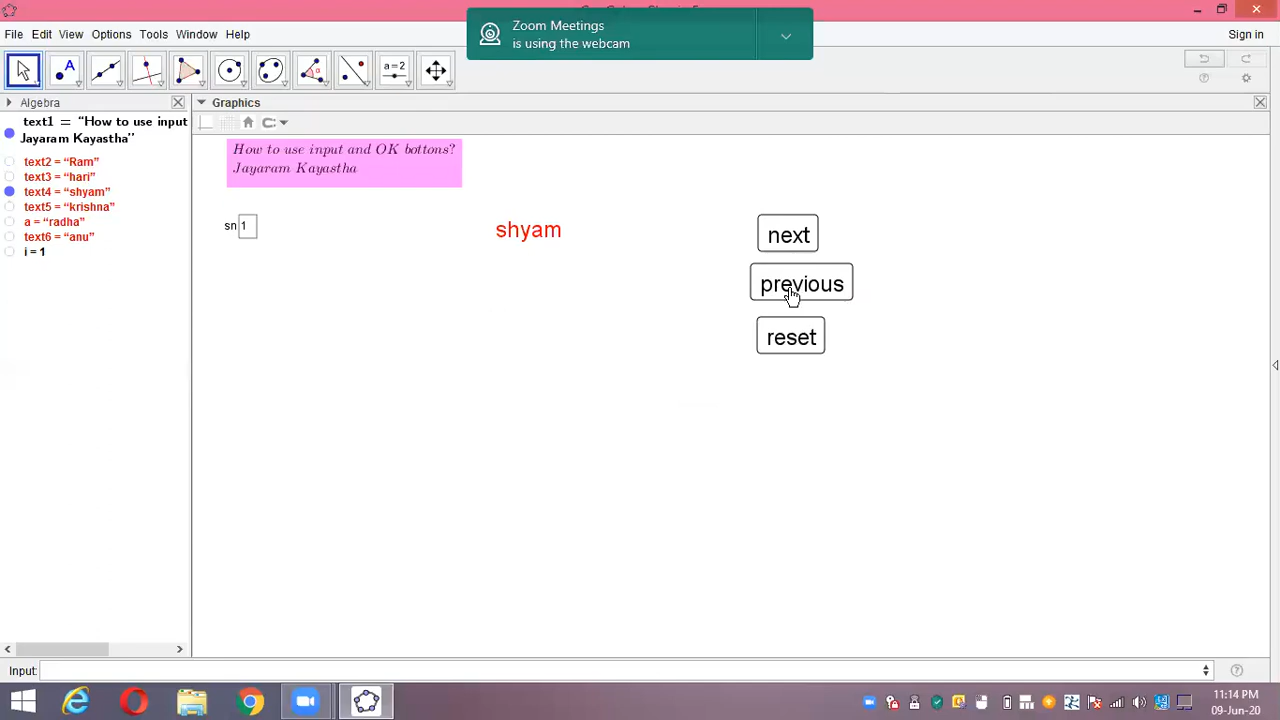 Zoom Meetings
is using the webcam
File Edit View Options Tools Window Help
Sign in
a=2
Algebra
Graphics
text1 = “How to use input
Jayaram Kayastha”
text2 = “Ram”
text3 = “hari”
text4 = “shyam”
text5 = “krishna”
a = “radha”
text6 = “anu”
i = 1
How to use input and OK bottons?
Jayaram Kayastha
sn 1
shyam
next
previous
reset
Input:
11:14 PM
09-Jun-20